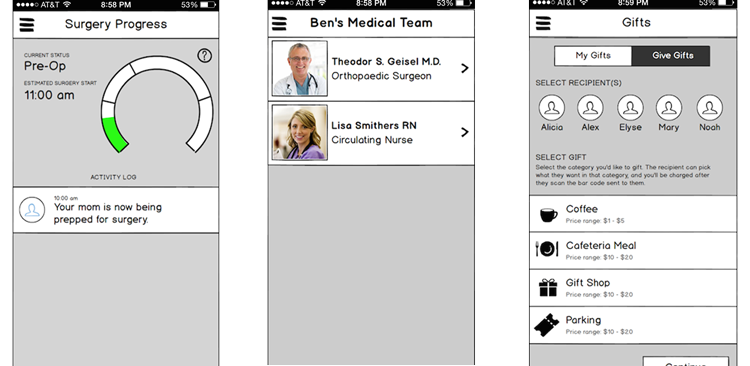 AT&T 8:58 PM 53%
Surgery Progress
CURRENT STATUS
Pre-Op
?
ESTIMATED SURGERY START
11:00 am
ACTIVITY LOG
10:00 am
Your mom is now being
prepped for surgery.
AT&T 8:58 PM 53%
Ben's Medical Team
Theodor S. Geisel M.D.
Orthopaedic Surgeon
Lisa Smithers RN
Circulating Nurse
AT&T 8:59 PM 53%
Gifts
My Gifts Give Gifts
SELECT RECIPIENT(S)
Alicia Alex Elyse Mary Noah
SELECT GIFT
Select the category you'd like to gift. The recipient can pick
what they want in that category, and you'll be charged after
they scan the bar code sent to them.
Coffee
Price range: $1 - $5
Cafeteria Meal
Price range: $10 - $20
Gift Shop
Price range: $10 - $20
Parking
Price range: $10 - $20
Continue